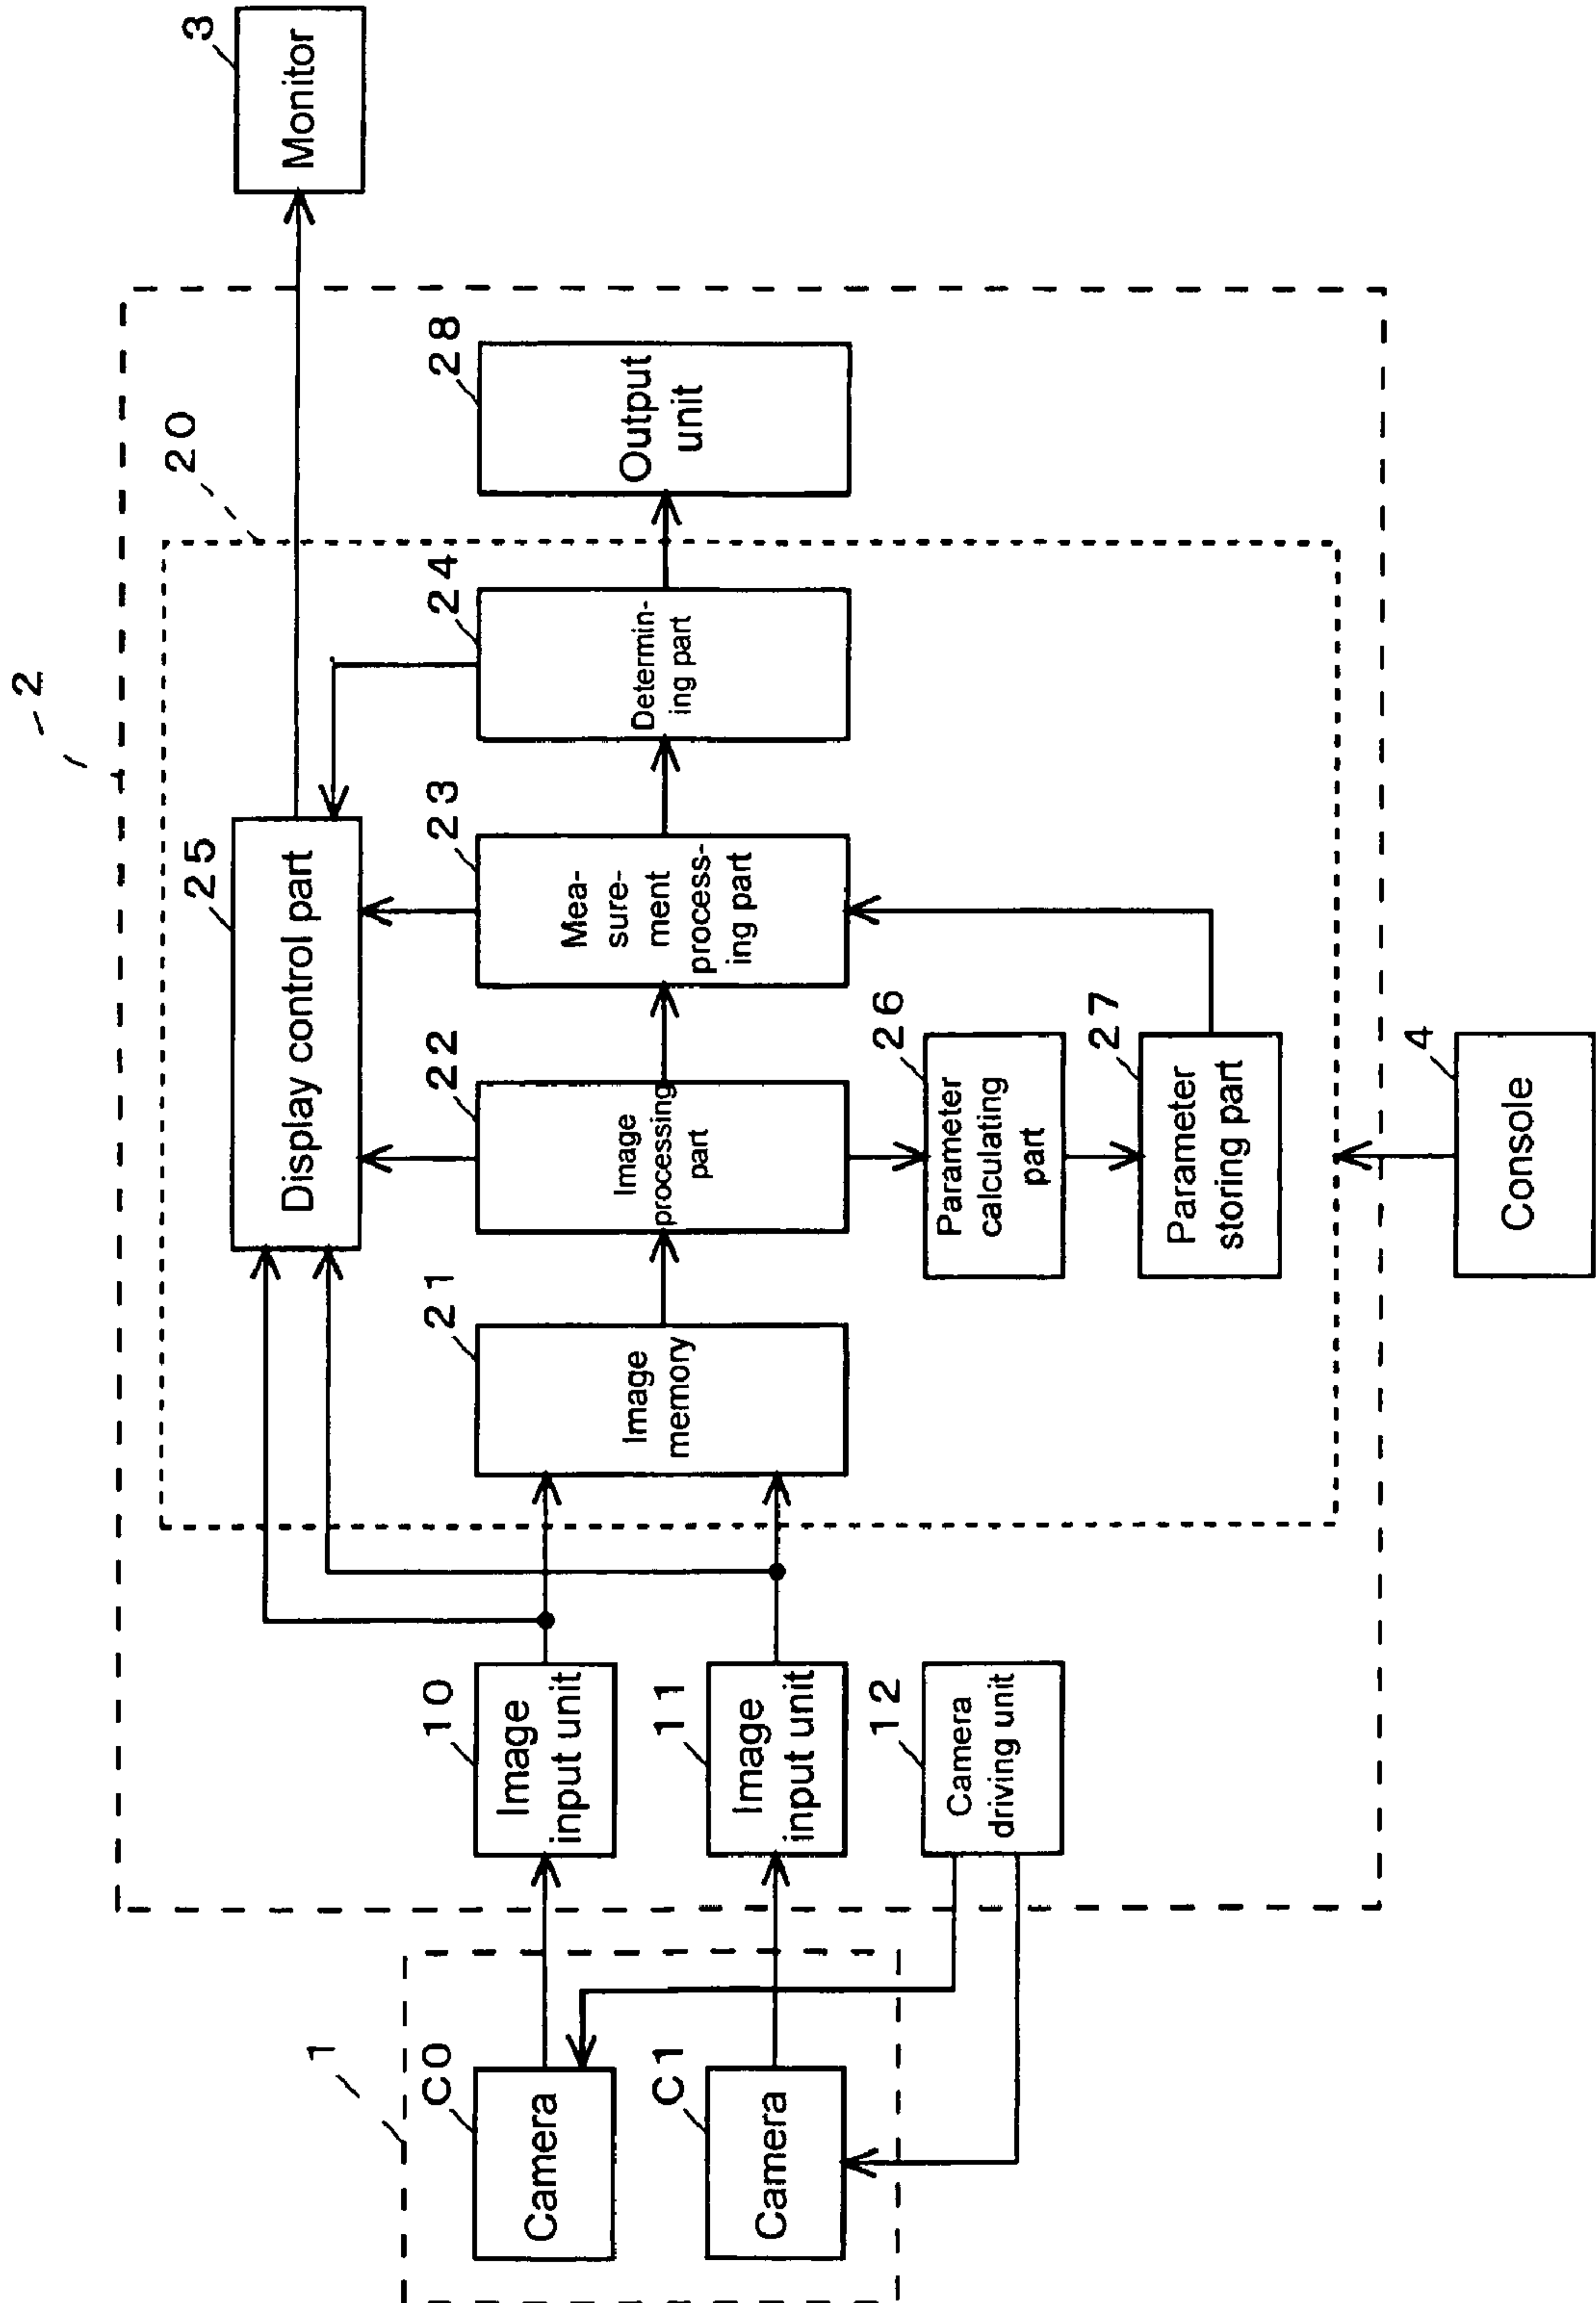 2
20
3
Monitor
25
Display control part
1
C0
Camera
10
Image
input unit
21
Image
memory
22
Image
processing
part
23
Mea-
sure-
ment
process-
ing part
24
Determin-
ing part
28
Output
unit
C1
Camera
11
Image
input unit
12
Camera
driving unit
26
Parameter
calculating
part
27
Parameter
storing part
4
Console